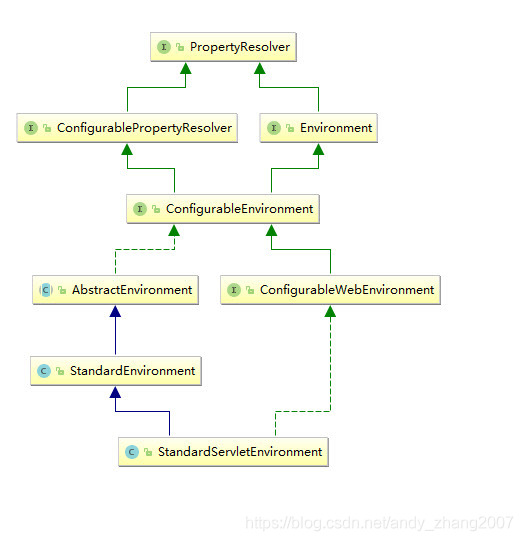 I PropertyResolver
I ConfigurablePropertyResolver
I Environment
I ConfigurableEnvironment
C AbstractEnvironment
I ConfigurableWebEnvironment
C StandardEnvironment
C StandardServletEnvironment
https://blog.csdn.net/andy_zhang2007